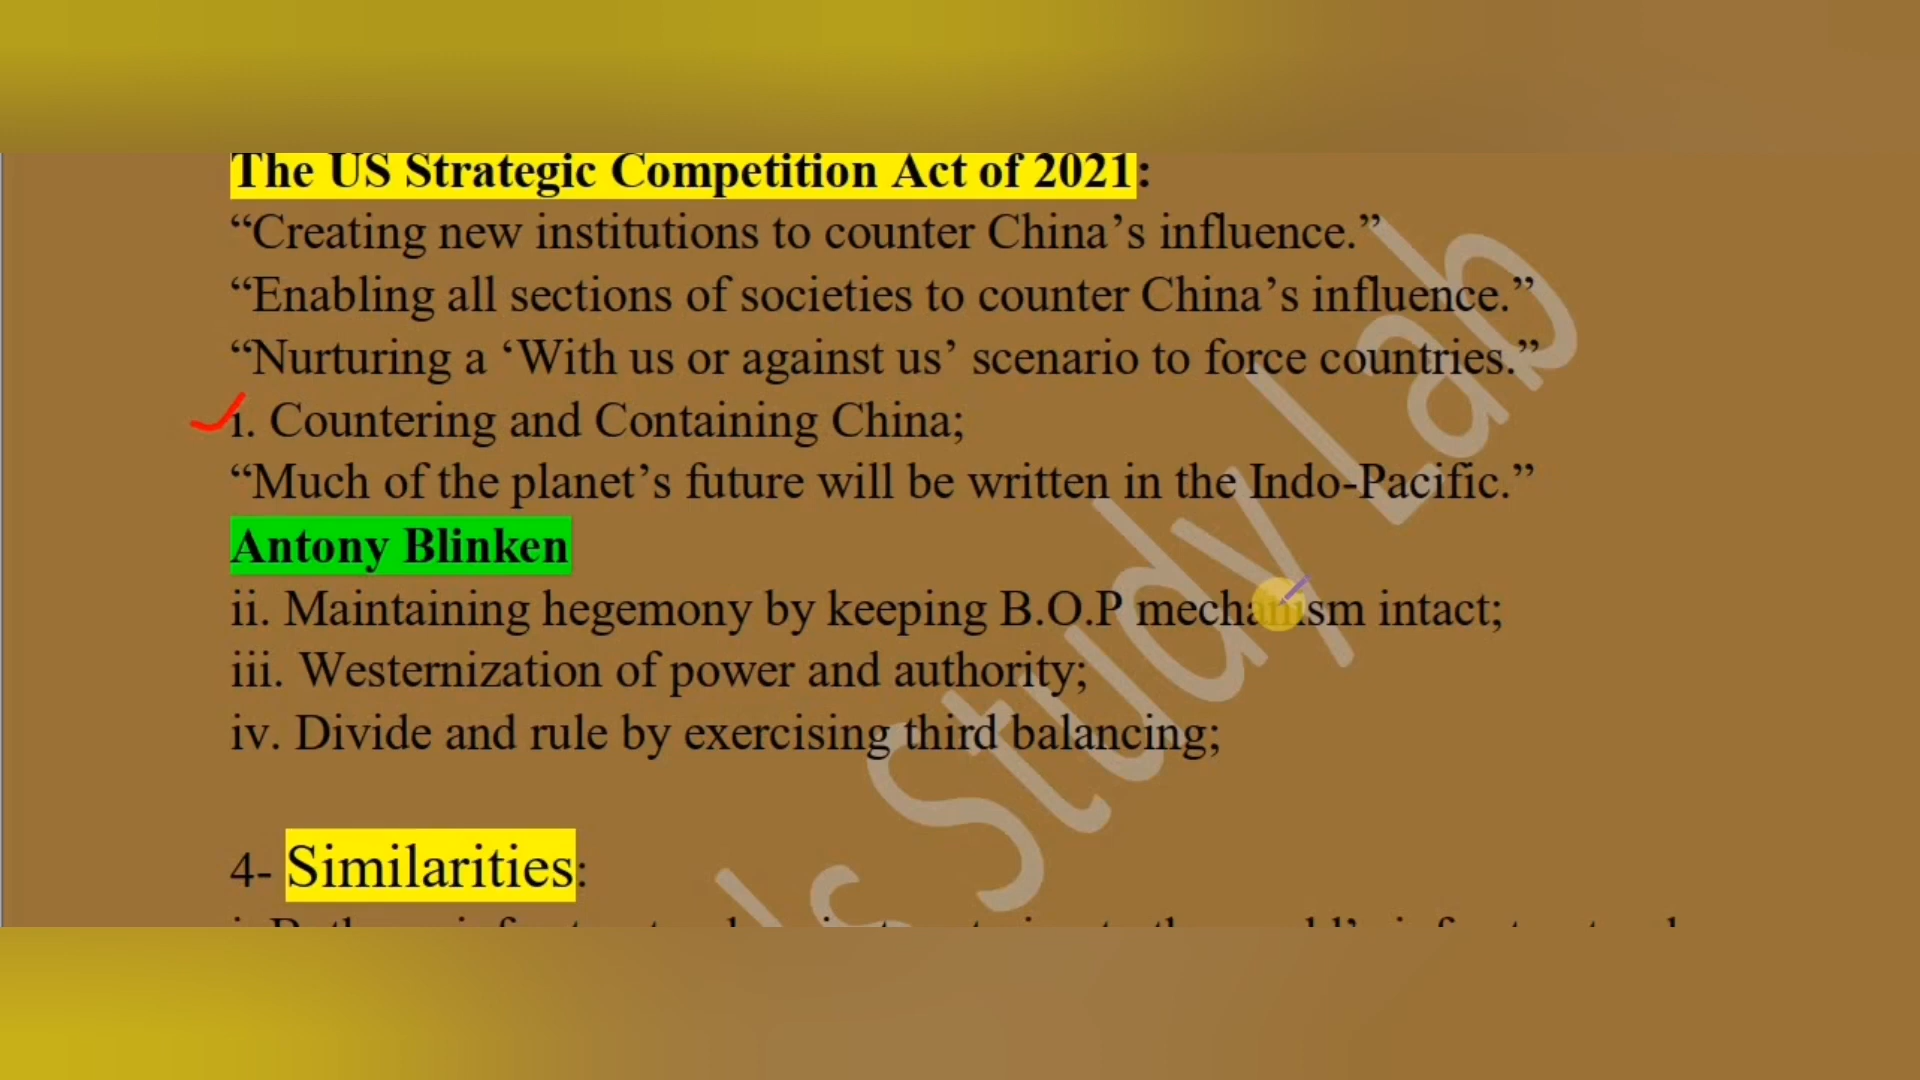 The US Strategic Competition Act of 2021:
“Creating new institutions to counter China’s influence.”
“Enabling all sections of societies to counter China’s influence.”
“Nurturing a ‘With us or against us’ scenario to force countries.”
i. Countering and Containing China;
“Much of the planet’s future will be written in the Indo-Pacific.”
Antony Blinken
ii. Maintaining hegemony by keeping B.O.P mechanism intact;
iii. Westernization of power and authority;
iv. Divide and rule by exercising third balancing;
4- Similarities:
Study Lab